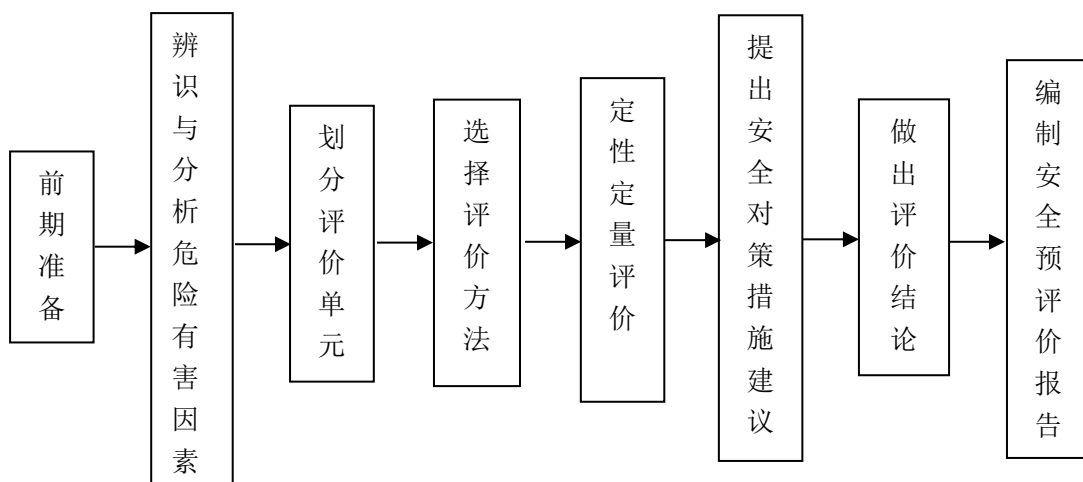 前期准备
辨识与分析危险有害因素
划分评价单元
选择评价方法
定性定量评价
提出安全对策措施建议
做出评价结论
编制安全预评价报告